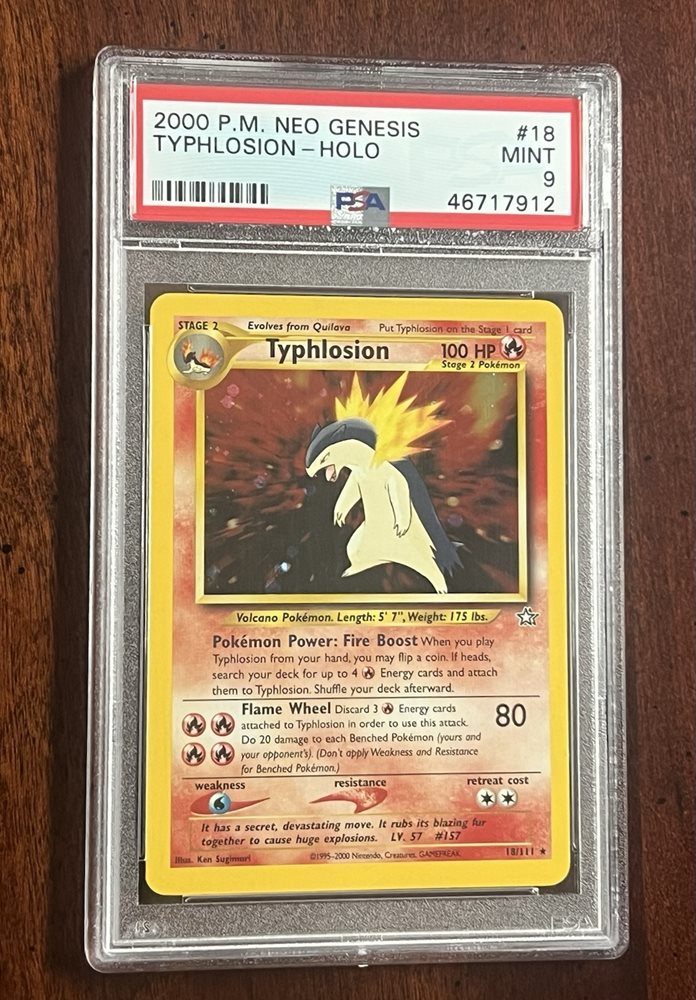 2000 P.M. NEO GENESIS #18
TYPHLOSION – HOLO MINT
9
PSA 46717912
STAGE 2 Evolves from Quilava Put Typhlosion on the Stage 1 card
Typhlosion 100 HP
Stage 2 Pokémon
Volcano Pokémon. Length: 5' 7", Weight: 175 lbs.
Pokémon Power: Fire Boost When you play
Typhlosion from your hand, you may flip a coin. If heads,
search your deck for up to 4 Energy cards and attach
them to Typhlosion. Shuffle your deck afterward.
Flame Wheel Discard 3 Energy cards
attached to Typhlosion in order to use this attack. 80
Do 20 damage to each Benched Pokémon (yours and
your opponent's). (Don't apply Weakness and Resistance
for Benched Pokémon.)
weakness resistance retreat cost
It has a secret, devastating move. It rubs its blazing fur
together to cause huge explosions. LV. 57 #157
Illus. Ken Sugimori ©1995–2000 Nintendo, Creatures, GAMEFREAK. 18/111 ★